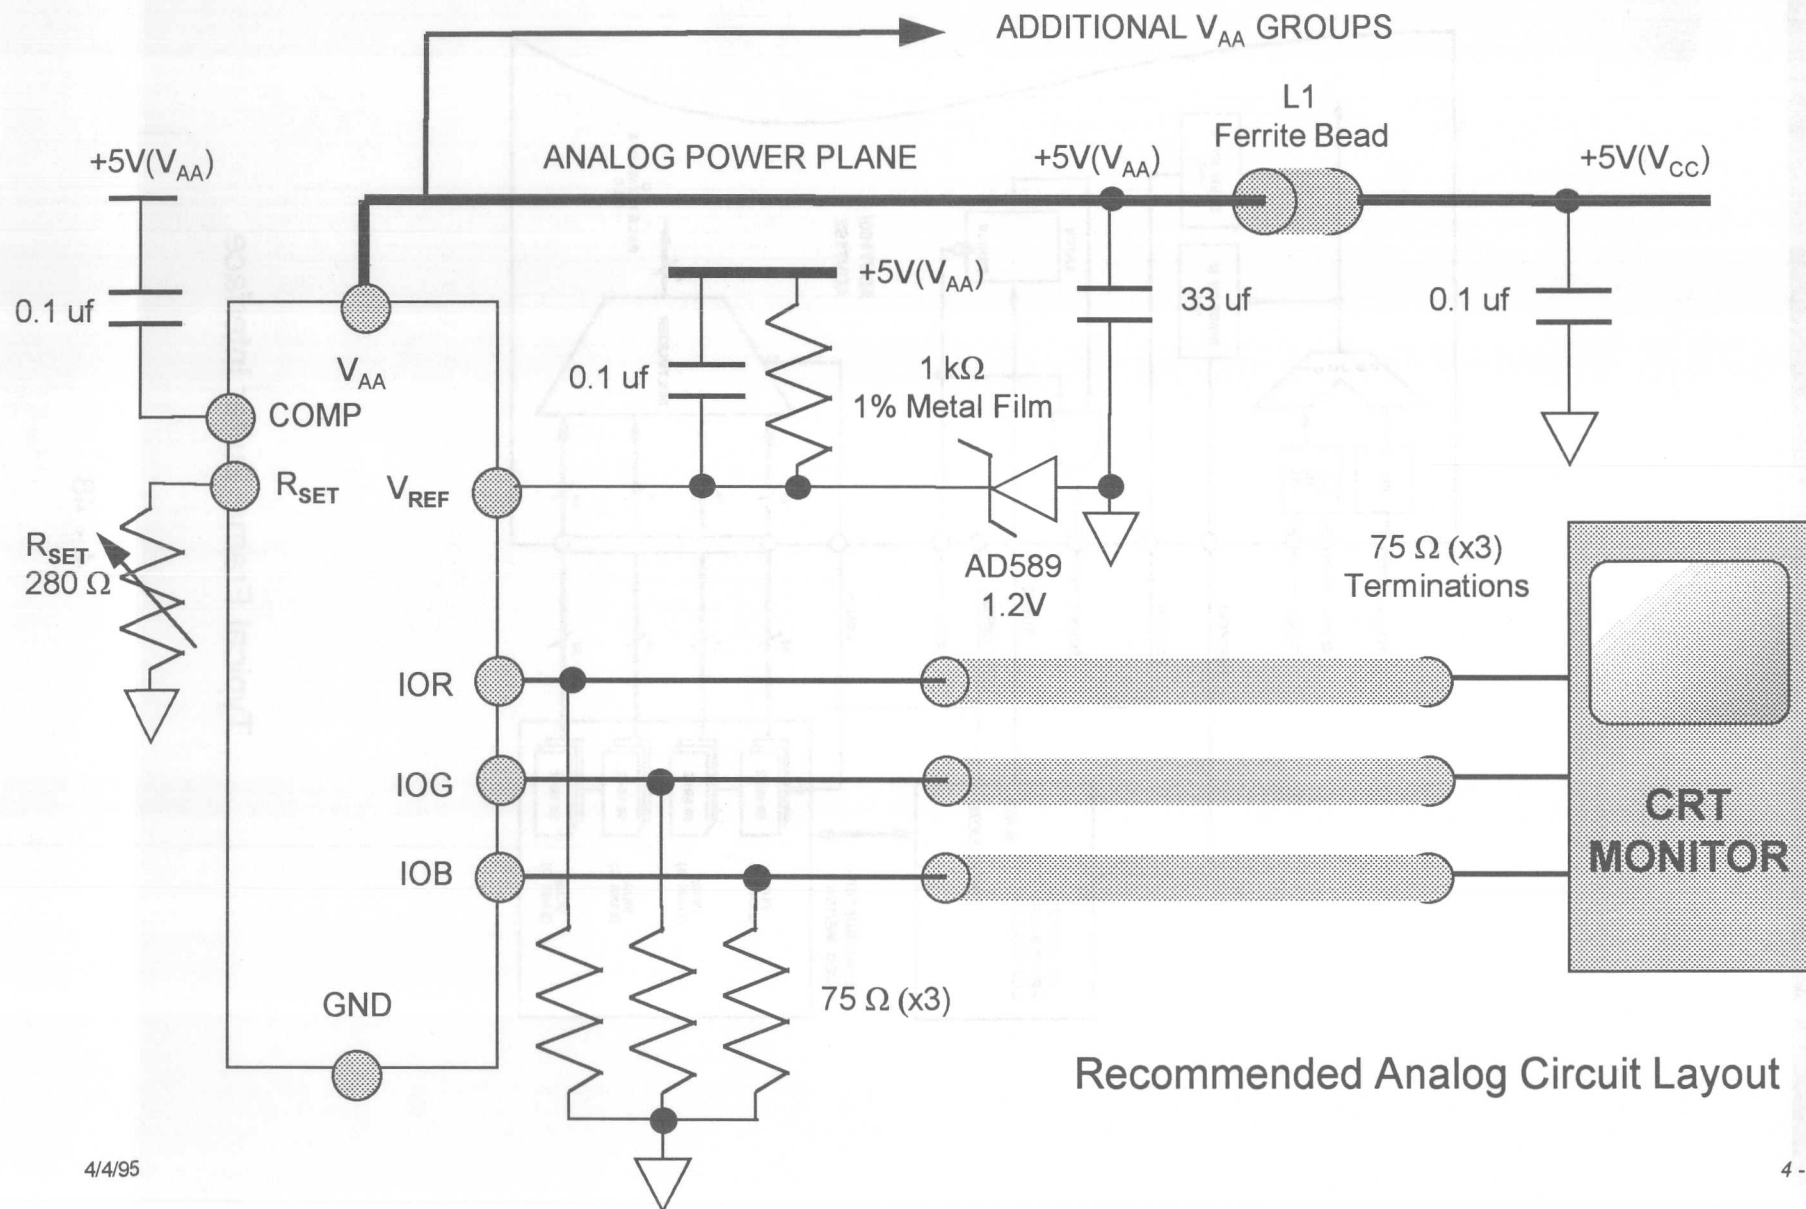 ADDITIONAL VAA GROUPS
L1
Ferrite Bead
+5V(VAA)
ANALOG POWER PLANE
+5V(VAA)
+5V(VCC)
+5V(VAA)
0.1 uf
33 uf
0.1 uf
VAA
0.1 uf
1 kΩ
1% Metal Film
COMP
RSET
VREF
RSET
280 Ω
AD589
1.2V
75 Ω (x3)
Terminations
IOR
IOG
IOB
CRT
MONITOR
GND
75 Ω (x3)
Recommended Analog Circuit Layout
4/4/95
4 -